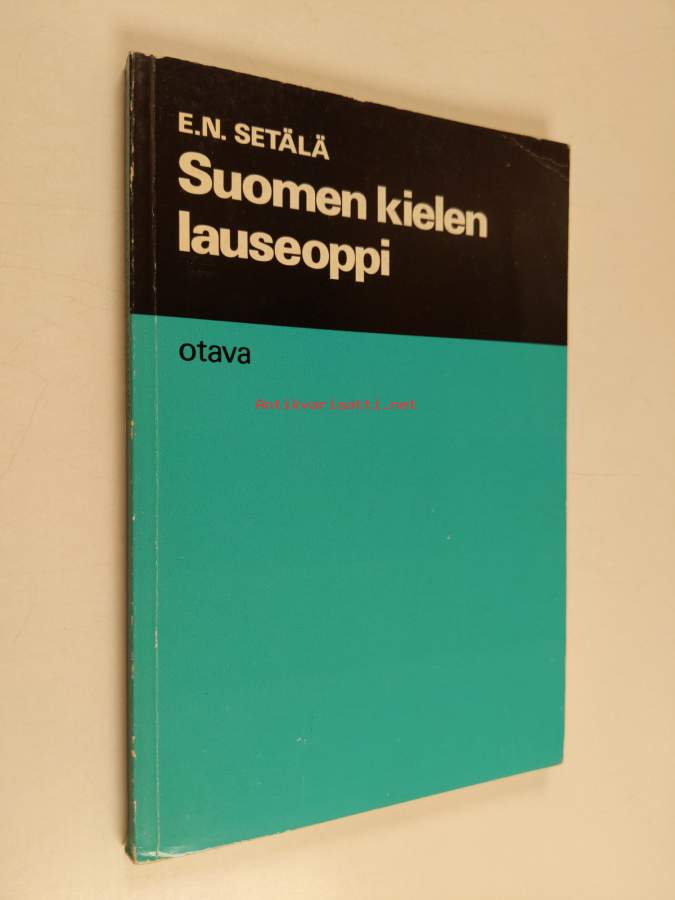 E.N. SETÄLÄ
Suomen kielen
lauseoppi
otava
Antikvariaatti.net